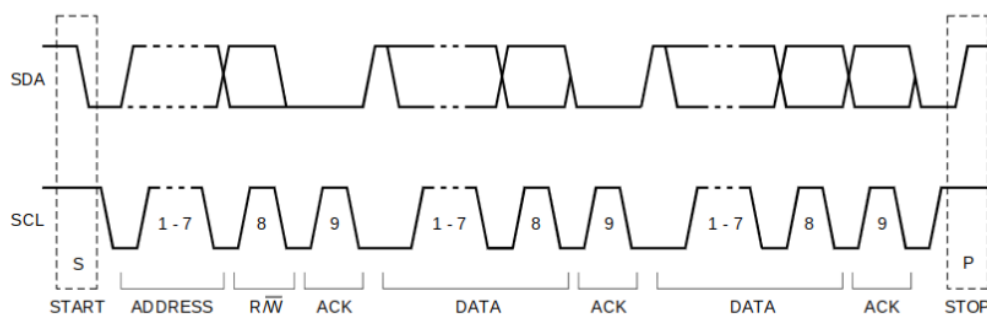 SDA
SCL 1 - 7 8 9 1 - 7 8 9 1 - 7 8 9
S P
START ADDRESS R/W̅ ACK DATA ACK DATA ACK STOP